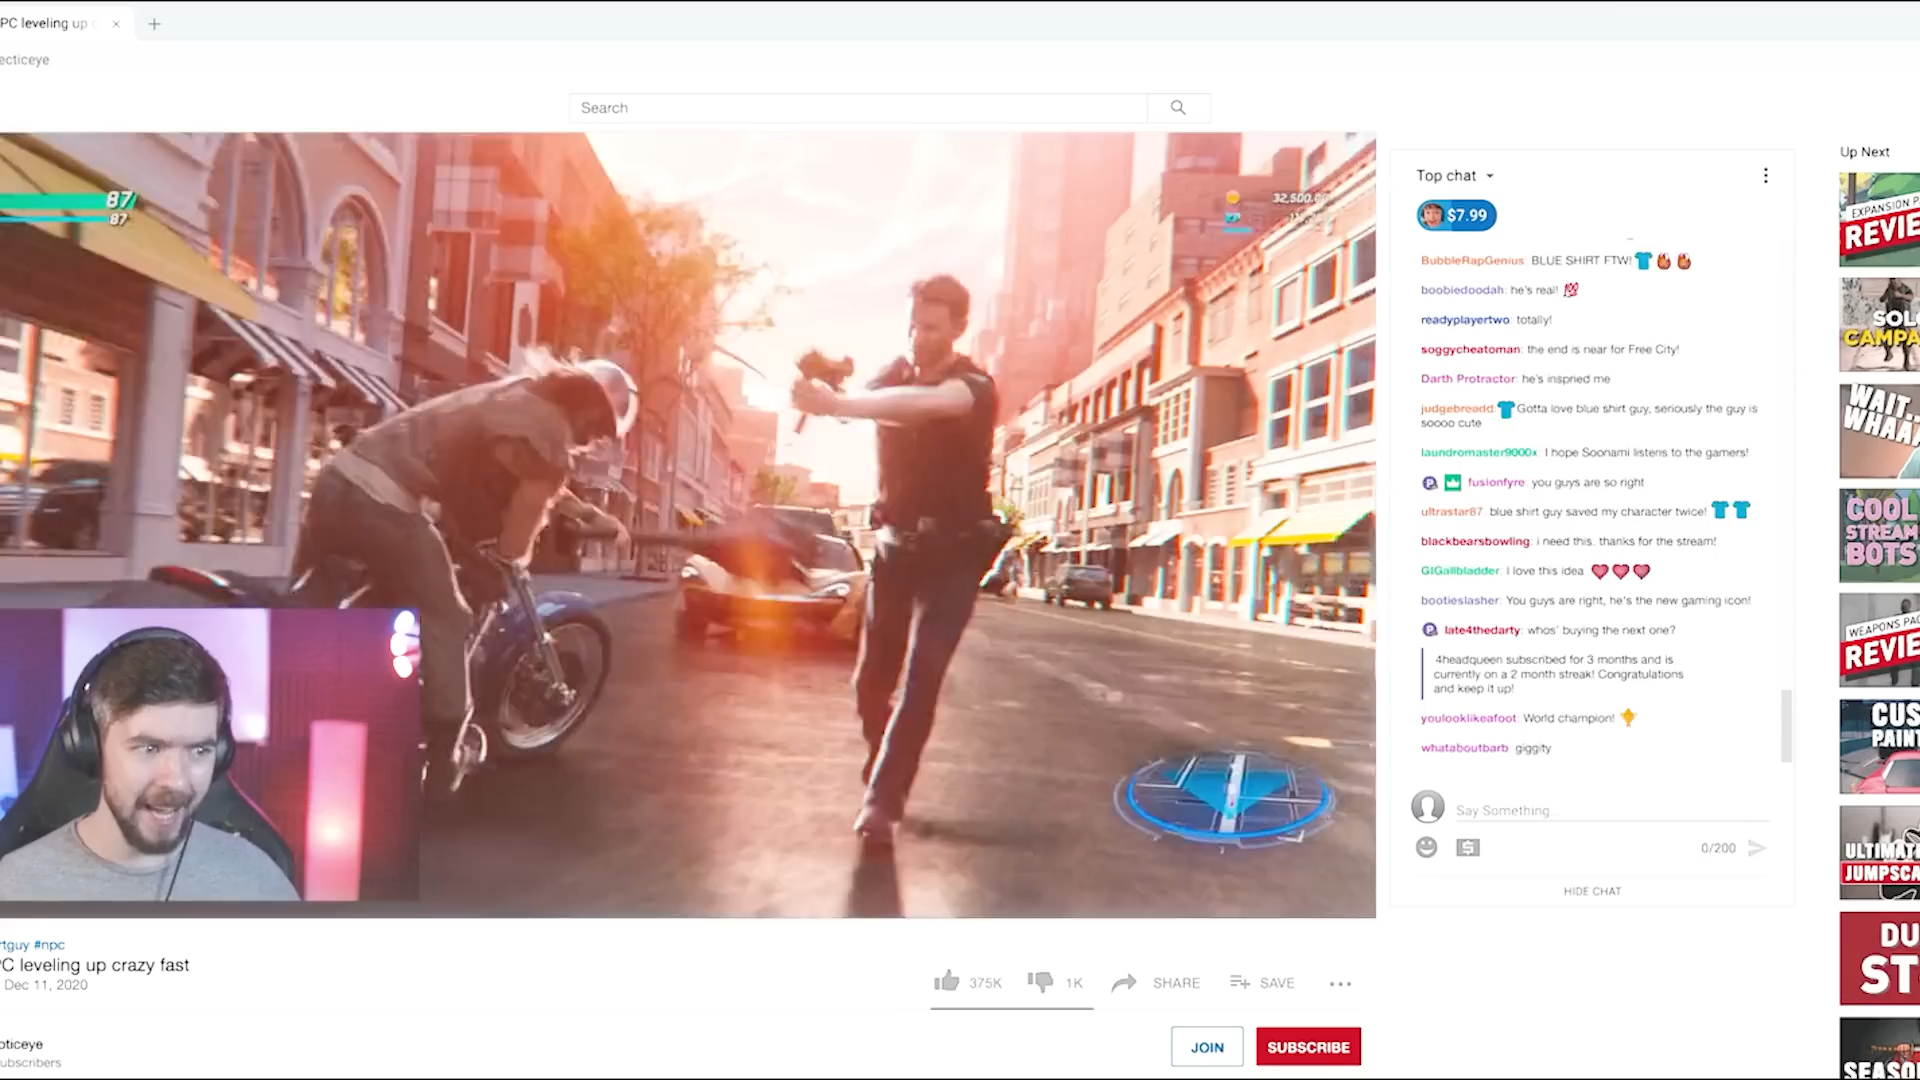 PC leveling up
ecticeye
Search
87
87
32,500.
Top chat
$7.99
BubbleRapGenius BLUE SHIRT FTW!
boobiedoodah: he's real!
readyplayertwo totally!
soggycheatoman: the end is near for Free City!
Darth Protractor: he's inspried me
judgebreadd: Gotta love blue shirt guy, seriously the guy is
soooo cute
laundromaster9000x I hope Soonami listens to the gamers!
fusionfyre: you guys are so right
ultrastar87 blue shirt guy saved my character twice!
blackbearsbowling: i need this. thanks for the stream!
GIGallbladder: I love this idea
bootieslasher: You guys are right, he's the new gaming icon!
late4thedarty: whos' buying the next one?
4headqueen subscribed for 3 months and is
currently on a 2 month streak! Congratulations
and keep it up!
youlooklikeafoot: World champion!
whataboutbarb giggity
Say Something...
0/200
HIDE CHAT
Up Next
EXPANSION P
REVIE
SOLO
CAMPA
WAIT..
WHAA
COOL
STREAM
BOTS
WEAPONS PAC
REVIE
CUS
PAINT
ULTIMAT
JUMPSCA
DU
ST
SEASO
rtguy #npc
PC leveling up crazy fast
Dec 11, 2020
375K
1K
SHARE
SAVE
pticeye
ubscribers
JOIN
SUBSCRIBE